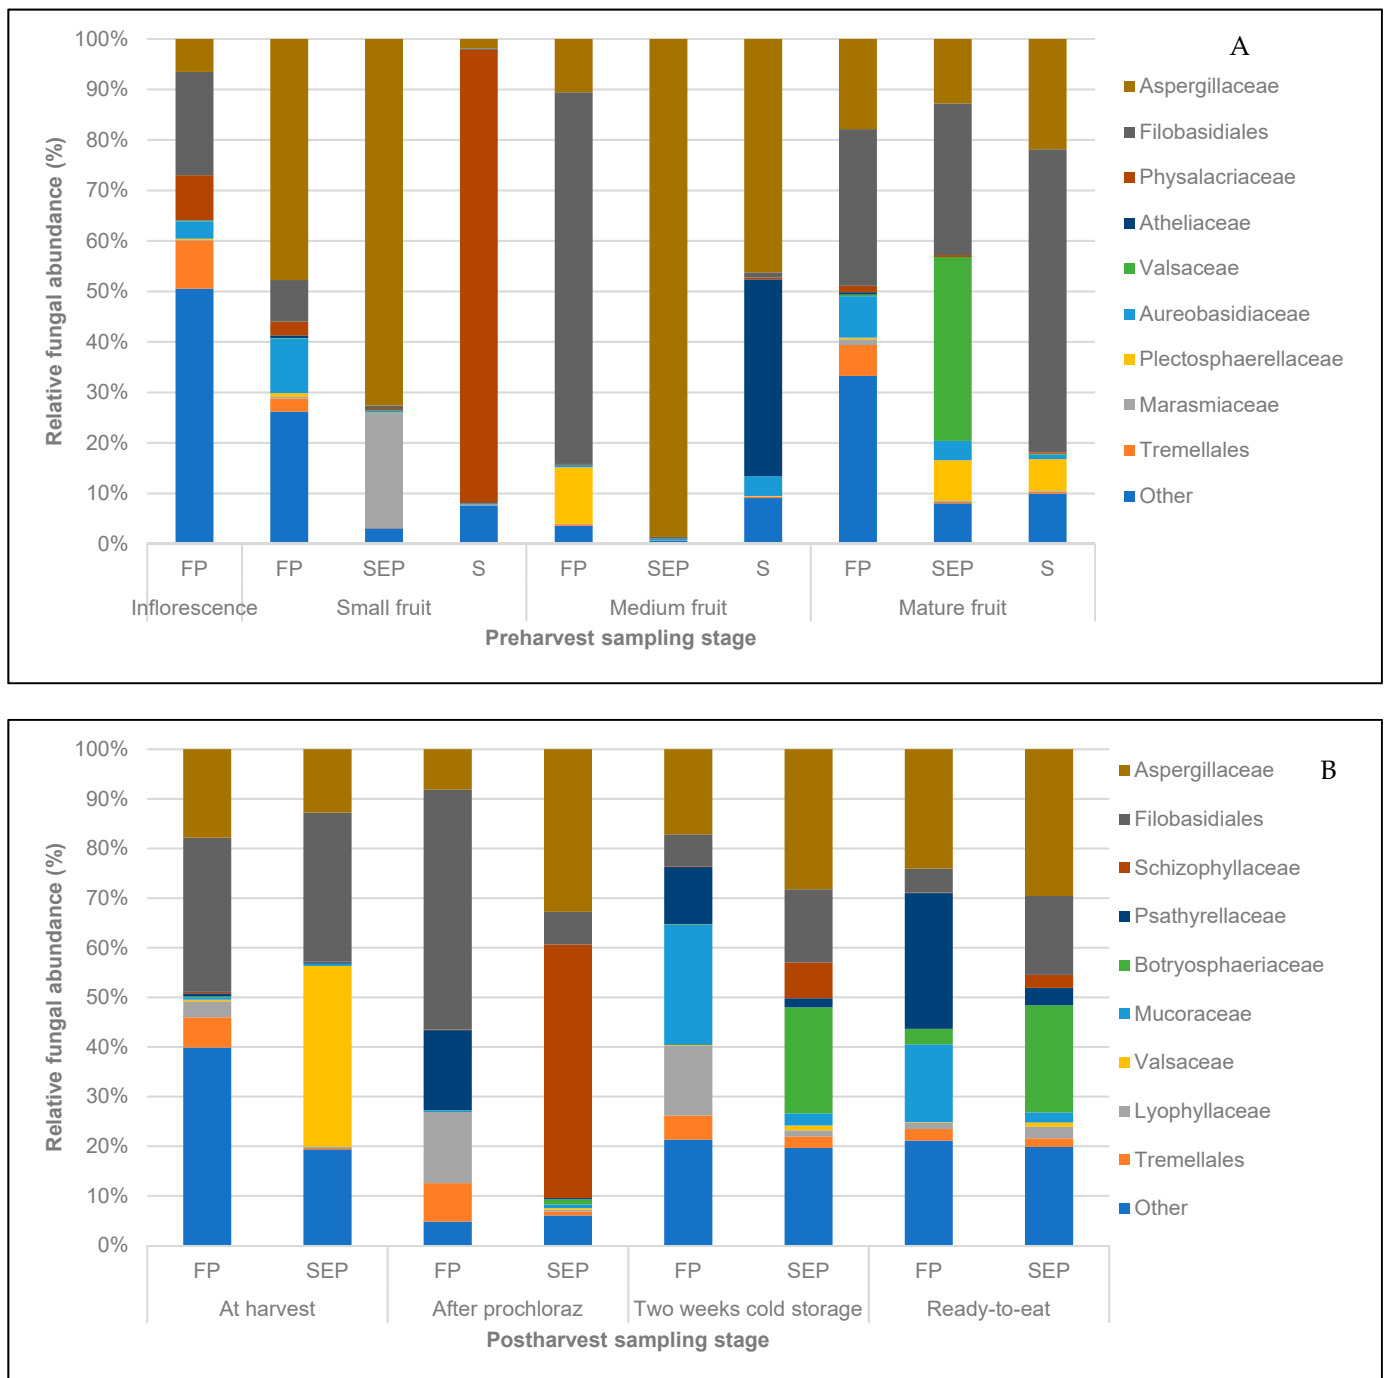 A
Relative fungal abundance (%)
100%
90%
80%
70%
60%
50%
40%
30%
20%
10%
0%
FP FP SEP S FP SEP S FP SEP S
Inflorescence Small fruit Medium fruit Mature fruit
Preharvest sampling stage
Aspergillaceae
Filobasidiales
Physalacriaceae
Atheliaceae
Valsaceae
Aureobasidiaceae
Plectosphaerellaceae
Marasmiaceae
Tremellales
Other
B
Relative fungal abundance (%)
100%
90%
80%
70%
60%
50%
40%
30%
20%
10%
0%
FP SEP FP SEP FP SEP FP SEP
At harvest After prochloraz Two weeks cold storage Ready-to-eat
Postharvest sampling stage
Aspergillaceae
Filobasidiales
Schizophyllaceae
Psathyrellaceae
Botryosphaeriaceae
Mucoraceae
Valsaceae
Lyophyllaceae
Tremellales
Other